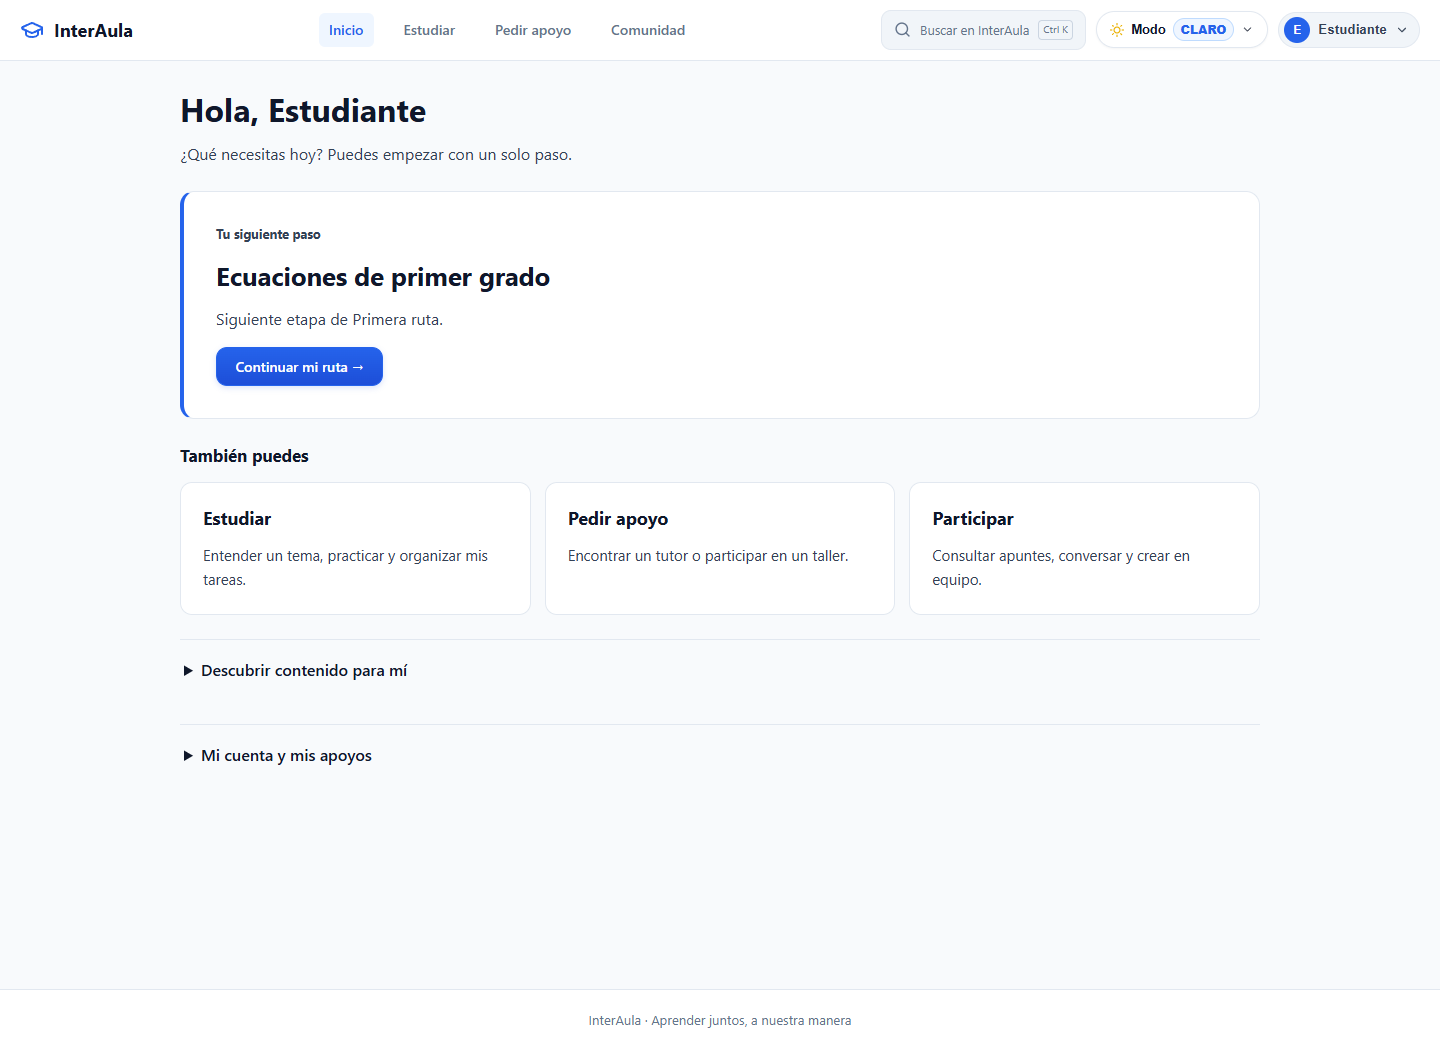 InterAula
Inicio
Estudiar
Pedir apoyo
Comunidad
Buscar en InterAula
Ctrl K
Modo
CLARO
E
Estudiante
Hola, Estudiante
¿Qué necesitas hoy? Puedes empezar con un solo paso.
Tu siguiente paso
Ecuaciones de primer grado
Siguiente etapa de Primera ruta.
Continuar mi ruta →
También puedes
Estudiar
Entender un tema, practicar y organizar mis
tareas.
Pedir apoyo
Encontrar un tutor o participar en un taller.
Participar
Consultar apuntes, conversar y crear en
equipo.
Descubrir contenido para mí
Mi cuenta y mis apoyos
InterAula · Aprender juntos, a nuestra manera